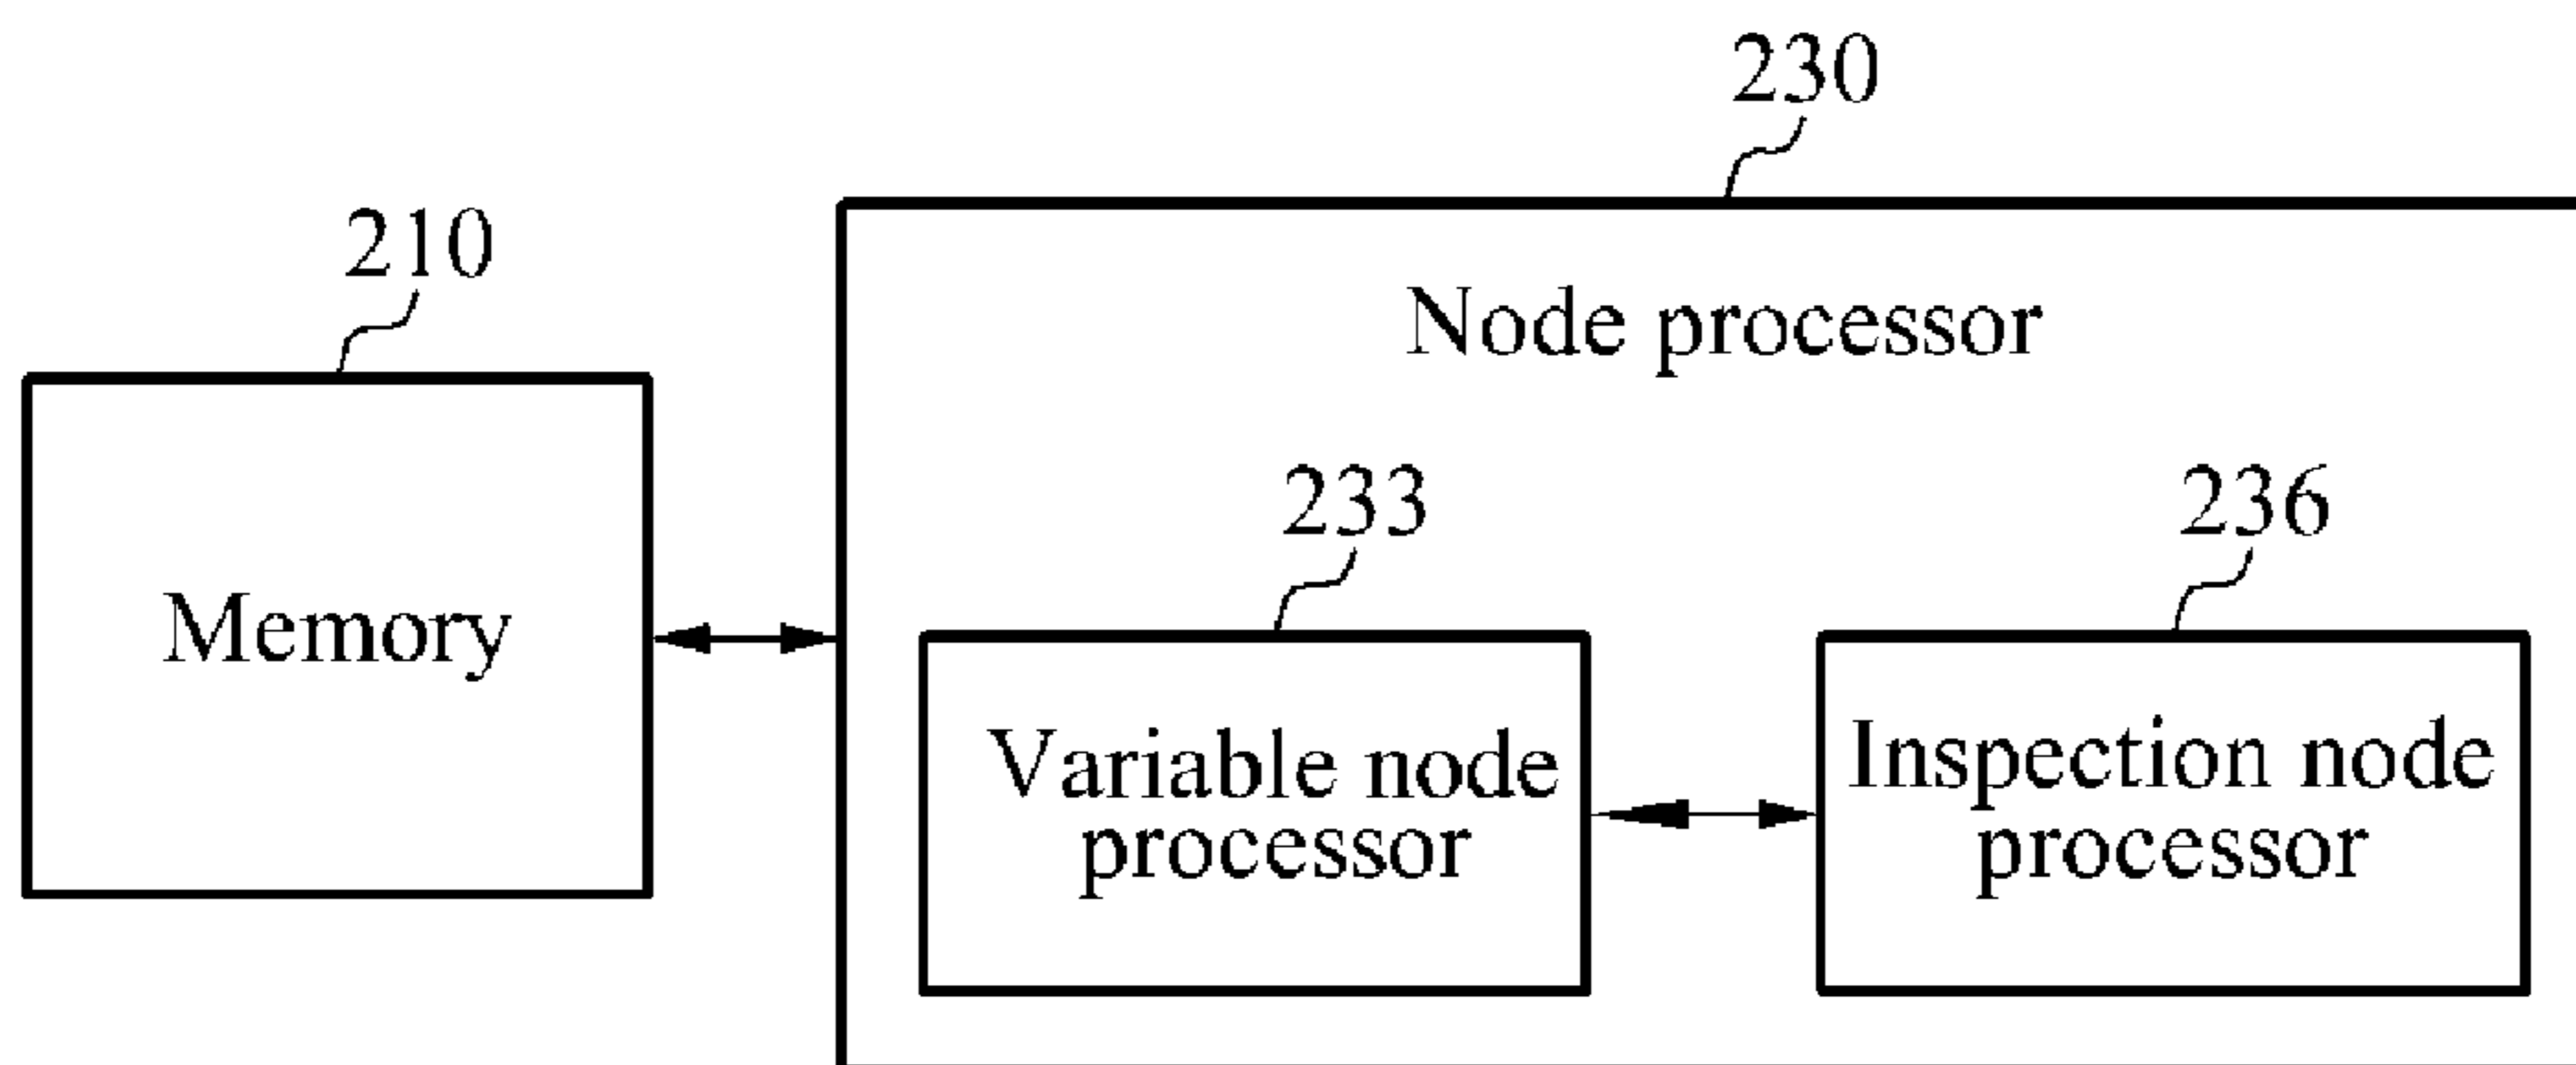 230
210
Node processor
233
236
Memory
Variable node
processor
Inspection node
processor